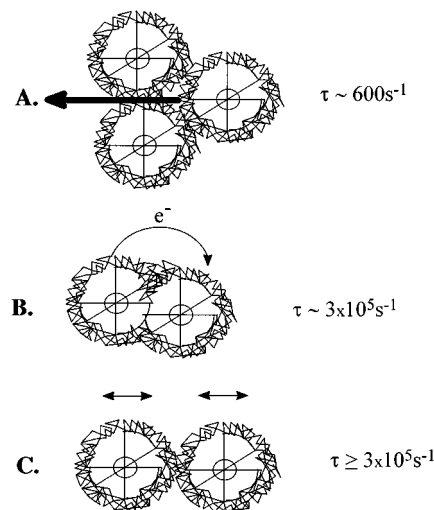 A. τ ~ 600s⁻¹
e⁻
B. τ ~ 3x10⁵s⁻¹
C. τ ≥ 3x10⁵s⁻¹